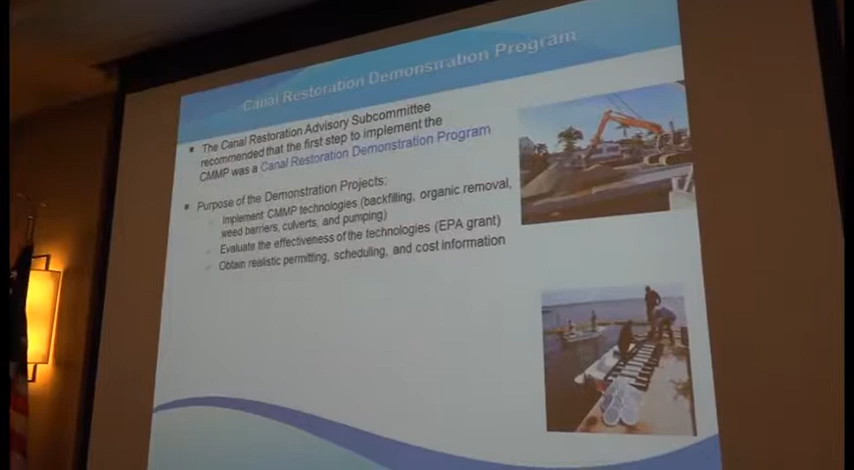 Canal Restoration Demonstration Program
The Canal Restoration Advisory Subcommittee
recommended that the first step to implement the
CMMP was a Canal Restoration Demonstration Program
Purpose of the Demonstration Projects:
Implement CMMP technologies (backfilling, organic removal,
weed barriers, culverts, and pumping)
Evaluate the effectiveness of the technologies (EPA grant)
Obtain realistic permitting, scheduling, and cost information